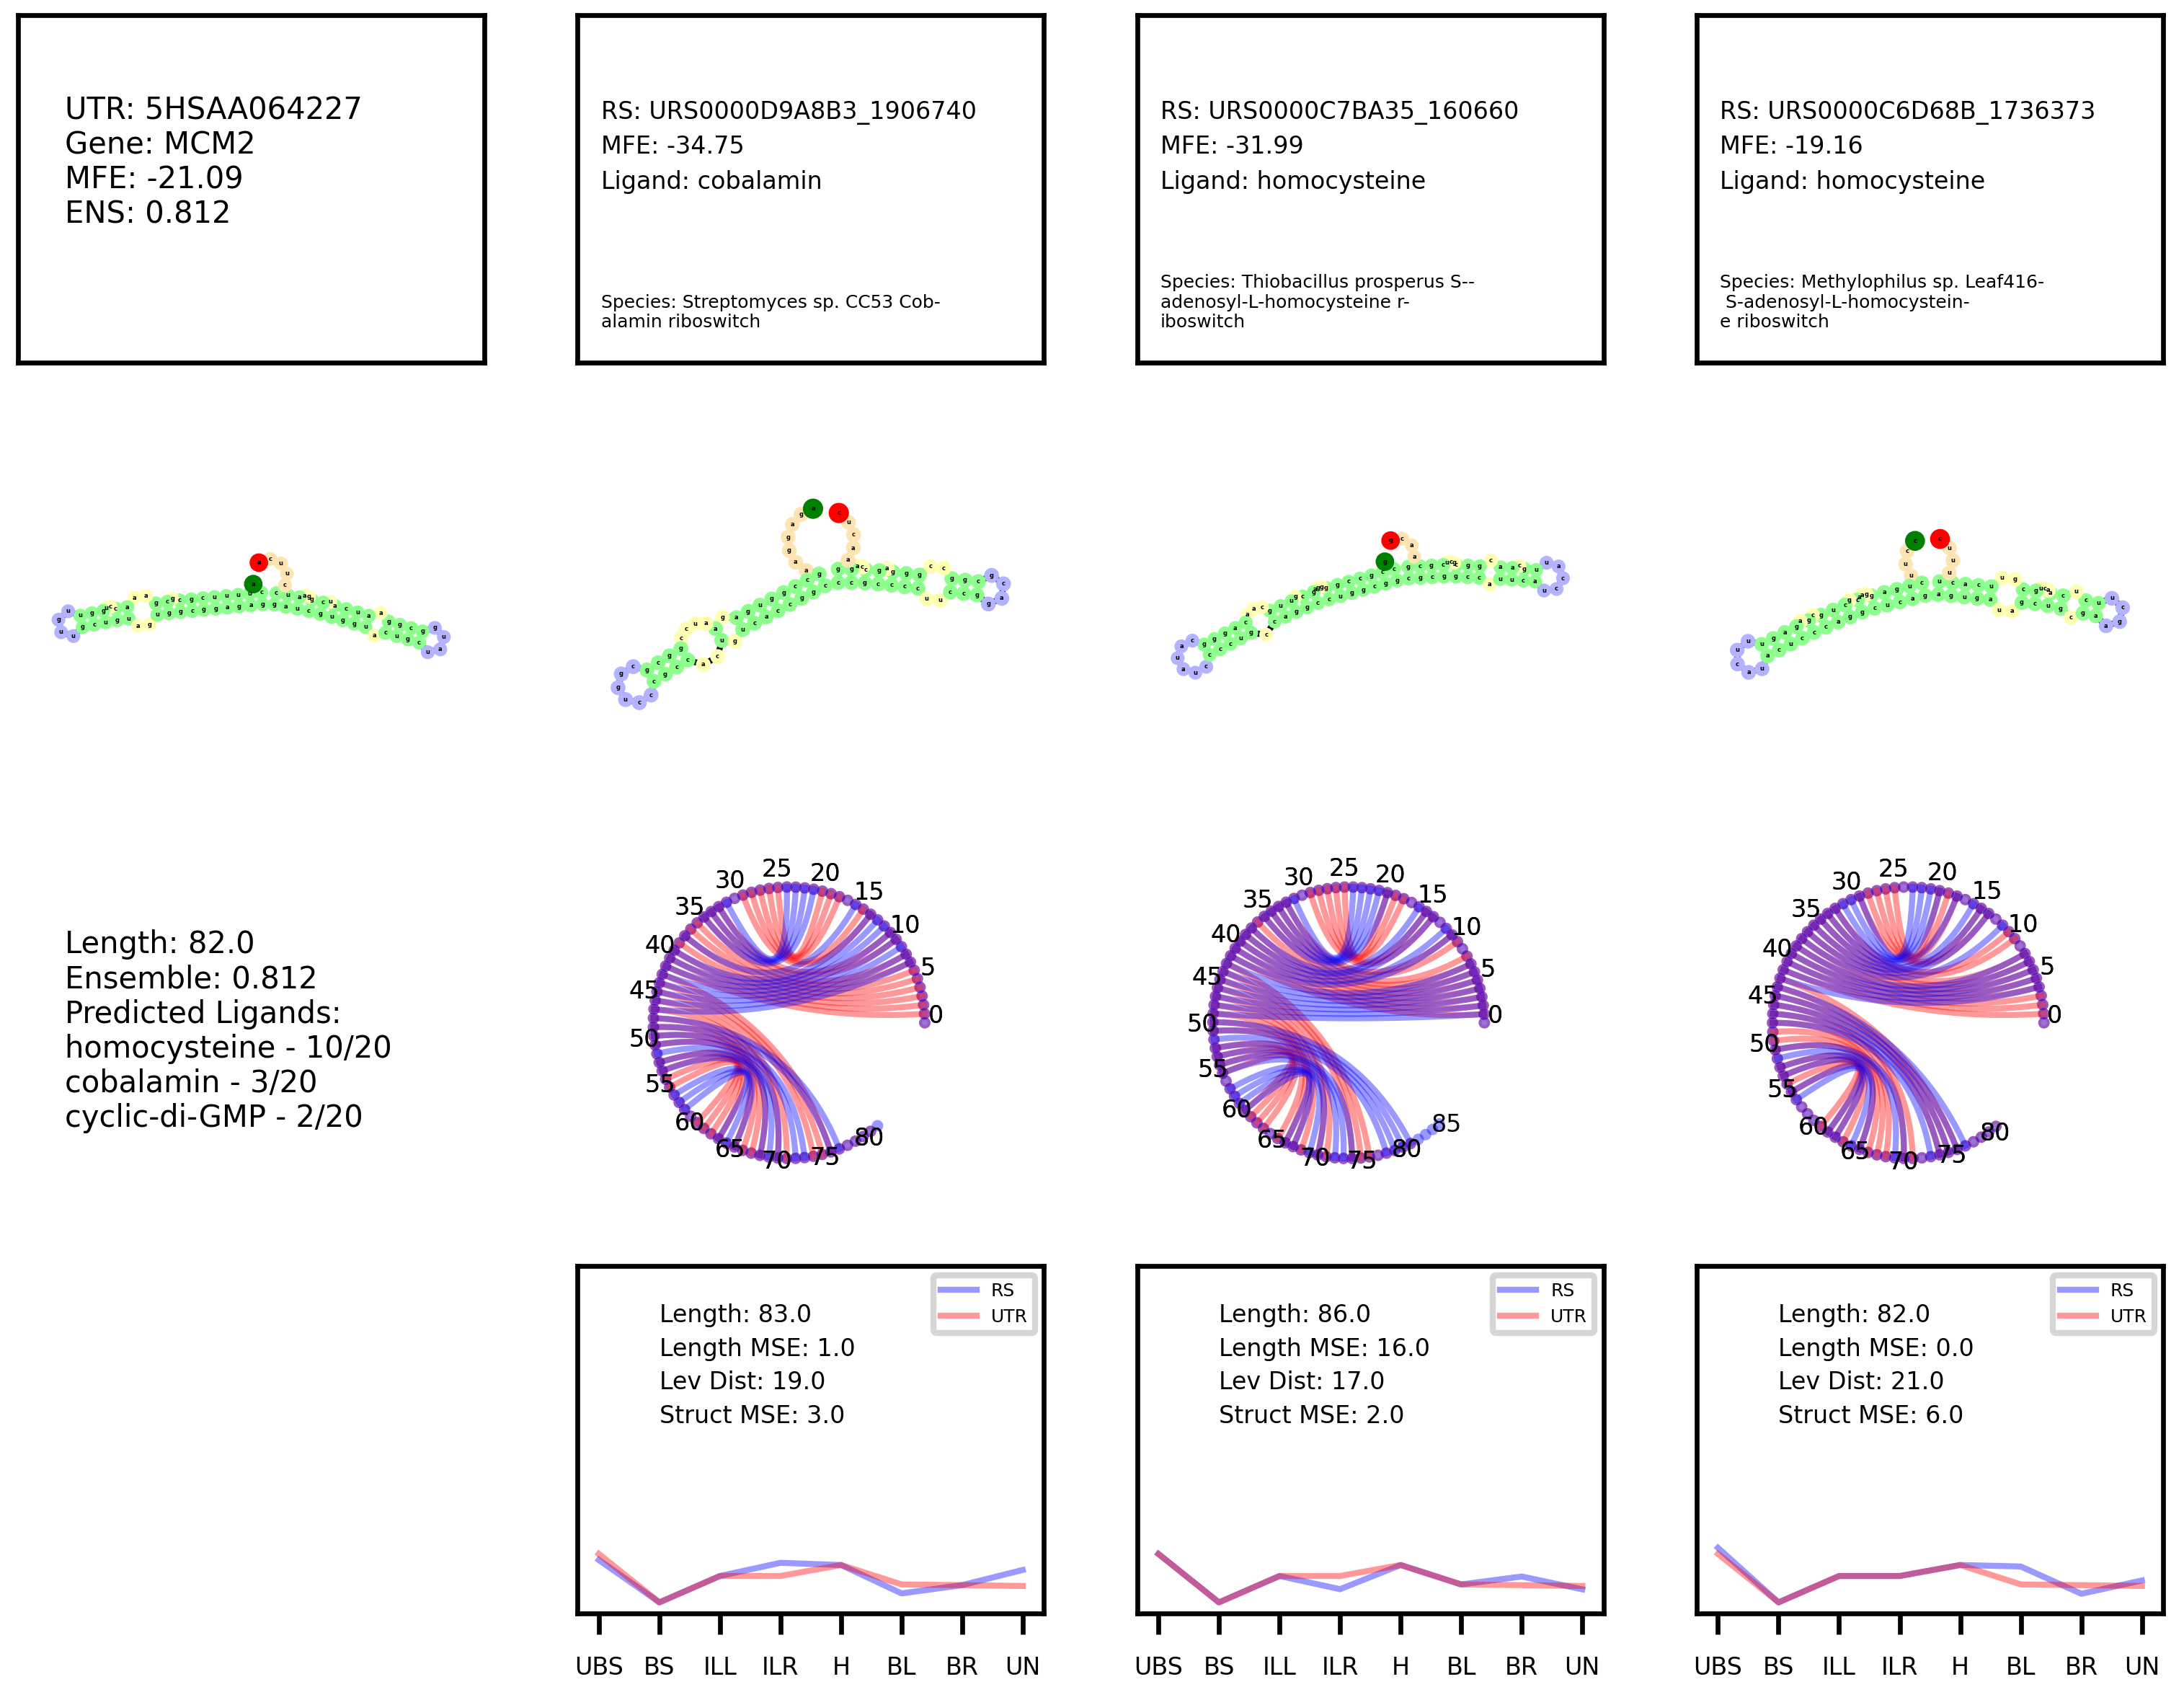 UTR: 5HSAA064227
Gene: MCM2
MFE: -21.09
ENS: 0.812
RS: URS0000D9A8B3_1906740
MFE: -34.75
Ligand: cobalamin
Species: Streptomyces sp. CC53 Cob-
alamin riboswitch
RS: URS0000C7BA35_160660
MFE: -31.99
Ligand: homocysteine
Species: Thiobacillus prosperus S--
adenosyl-L-homocysteine r-
iboswitch
RS: URS0000C6D68B_1736373
MFE: -19.16
Ligand: homocysteine
Species: Methylophilus sp. Leaf416-
S-adenosyl-L-homocystein-
e riboswitch
Length: 82.0
Ensemble: 0.812
Predicted Ligands:
homocysteine - 10/20
cobalamin - 3/20
cyclic-di-GMP - 2/20
0 5 10 15 20 25 30 35 40 45 50 55 60 65 70 75 80
0 5 10 15 20 25 30 35 40 45 50 55 60 65 70 75 80 85
0 5 10 15 20 25 30 35 40 45 50 55 60 65 70 75 80
RS
UTR
Length: 83.0
Length MSE: 1.0
Lev Dist: 19.0
Struct MSE: 3.0
UBS BS ILL ILR H BL BR UN
RS
UTR
Length: 86.0
Length MSE: 16.0
Lev Dist: 17.0
Struct MSE: 2.0
UBS BS ILL ILR H BL BR UN
RS
UTR
Length: 82.0
Length MSE: 0.0
Lev Dist: 21.0
Struct MSE: 6.0
UBS BS ILL ILR H BL BR UN